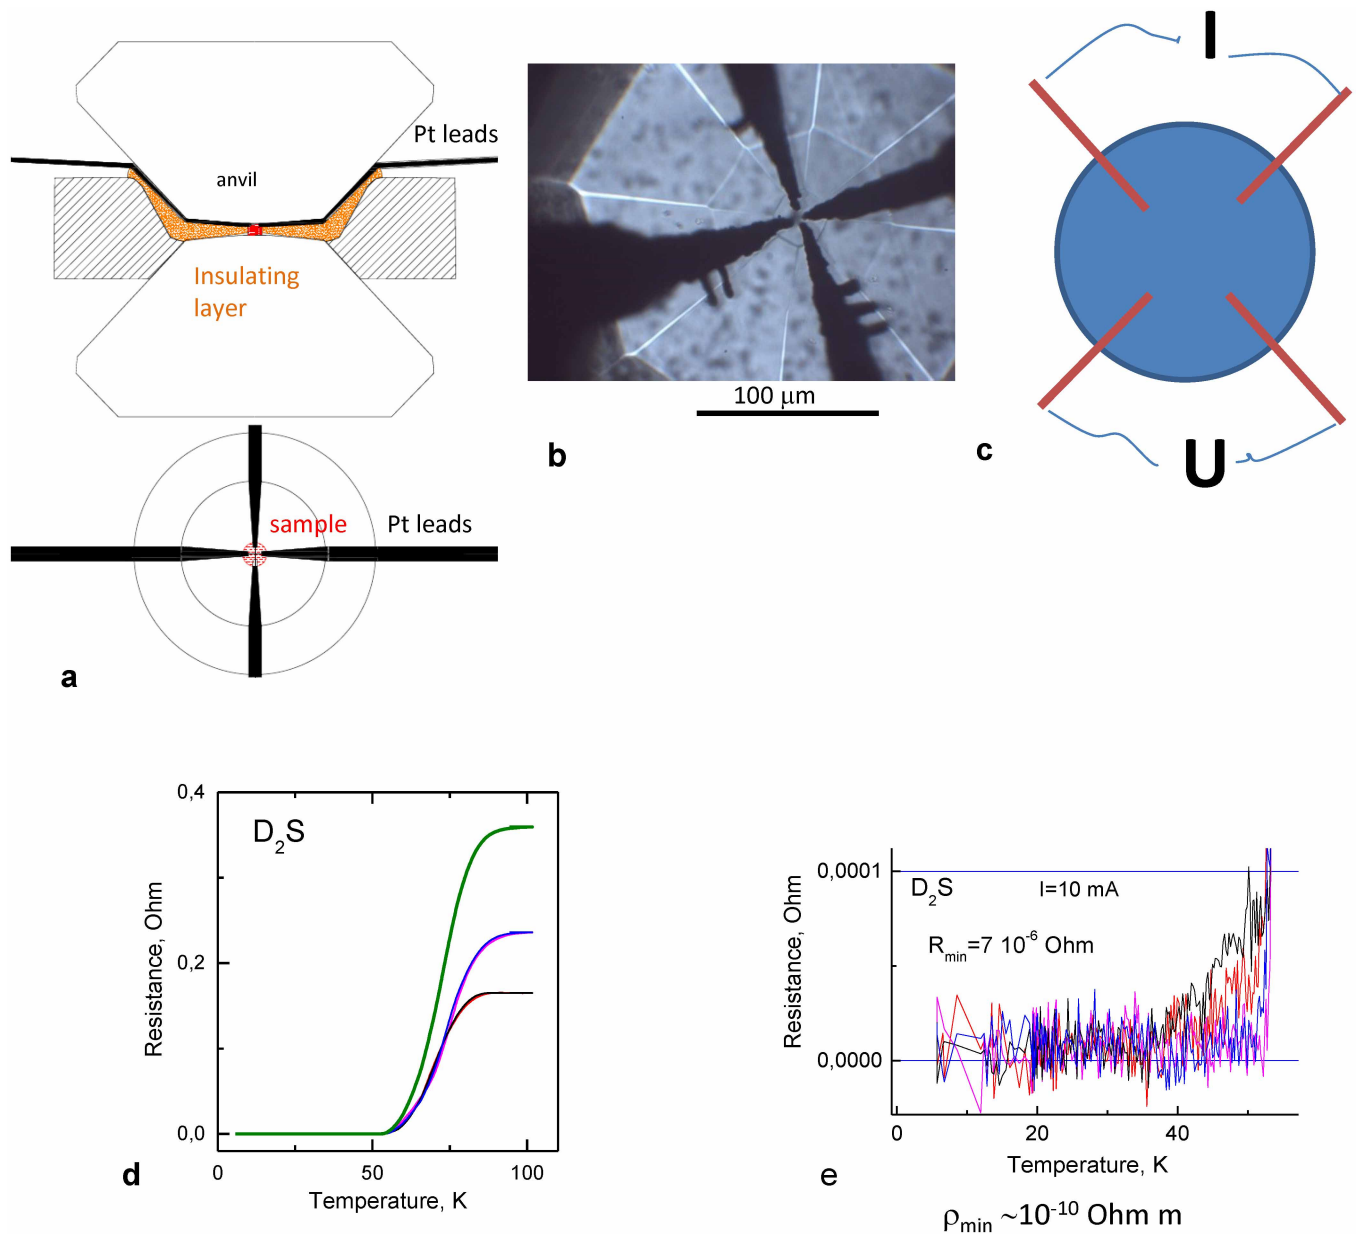 Pt leads
anvil
Insulating
layer
sample
Pt leads
a
100 μm
b
I
U
c
0,4
0,2
0,0
D₂S
Resistance, Ohm
0
50
100
Temperature, K
d
0,0001
0,0000
D₂S
I=10 mA
Rmin=7 10⁻⁶ Ohm
Resistance, Ohm
0
20
40
Temperature, K
e
ρmin ~10⁻¹⁰ Ohm m